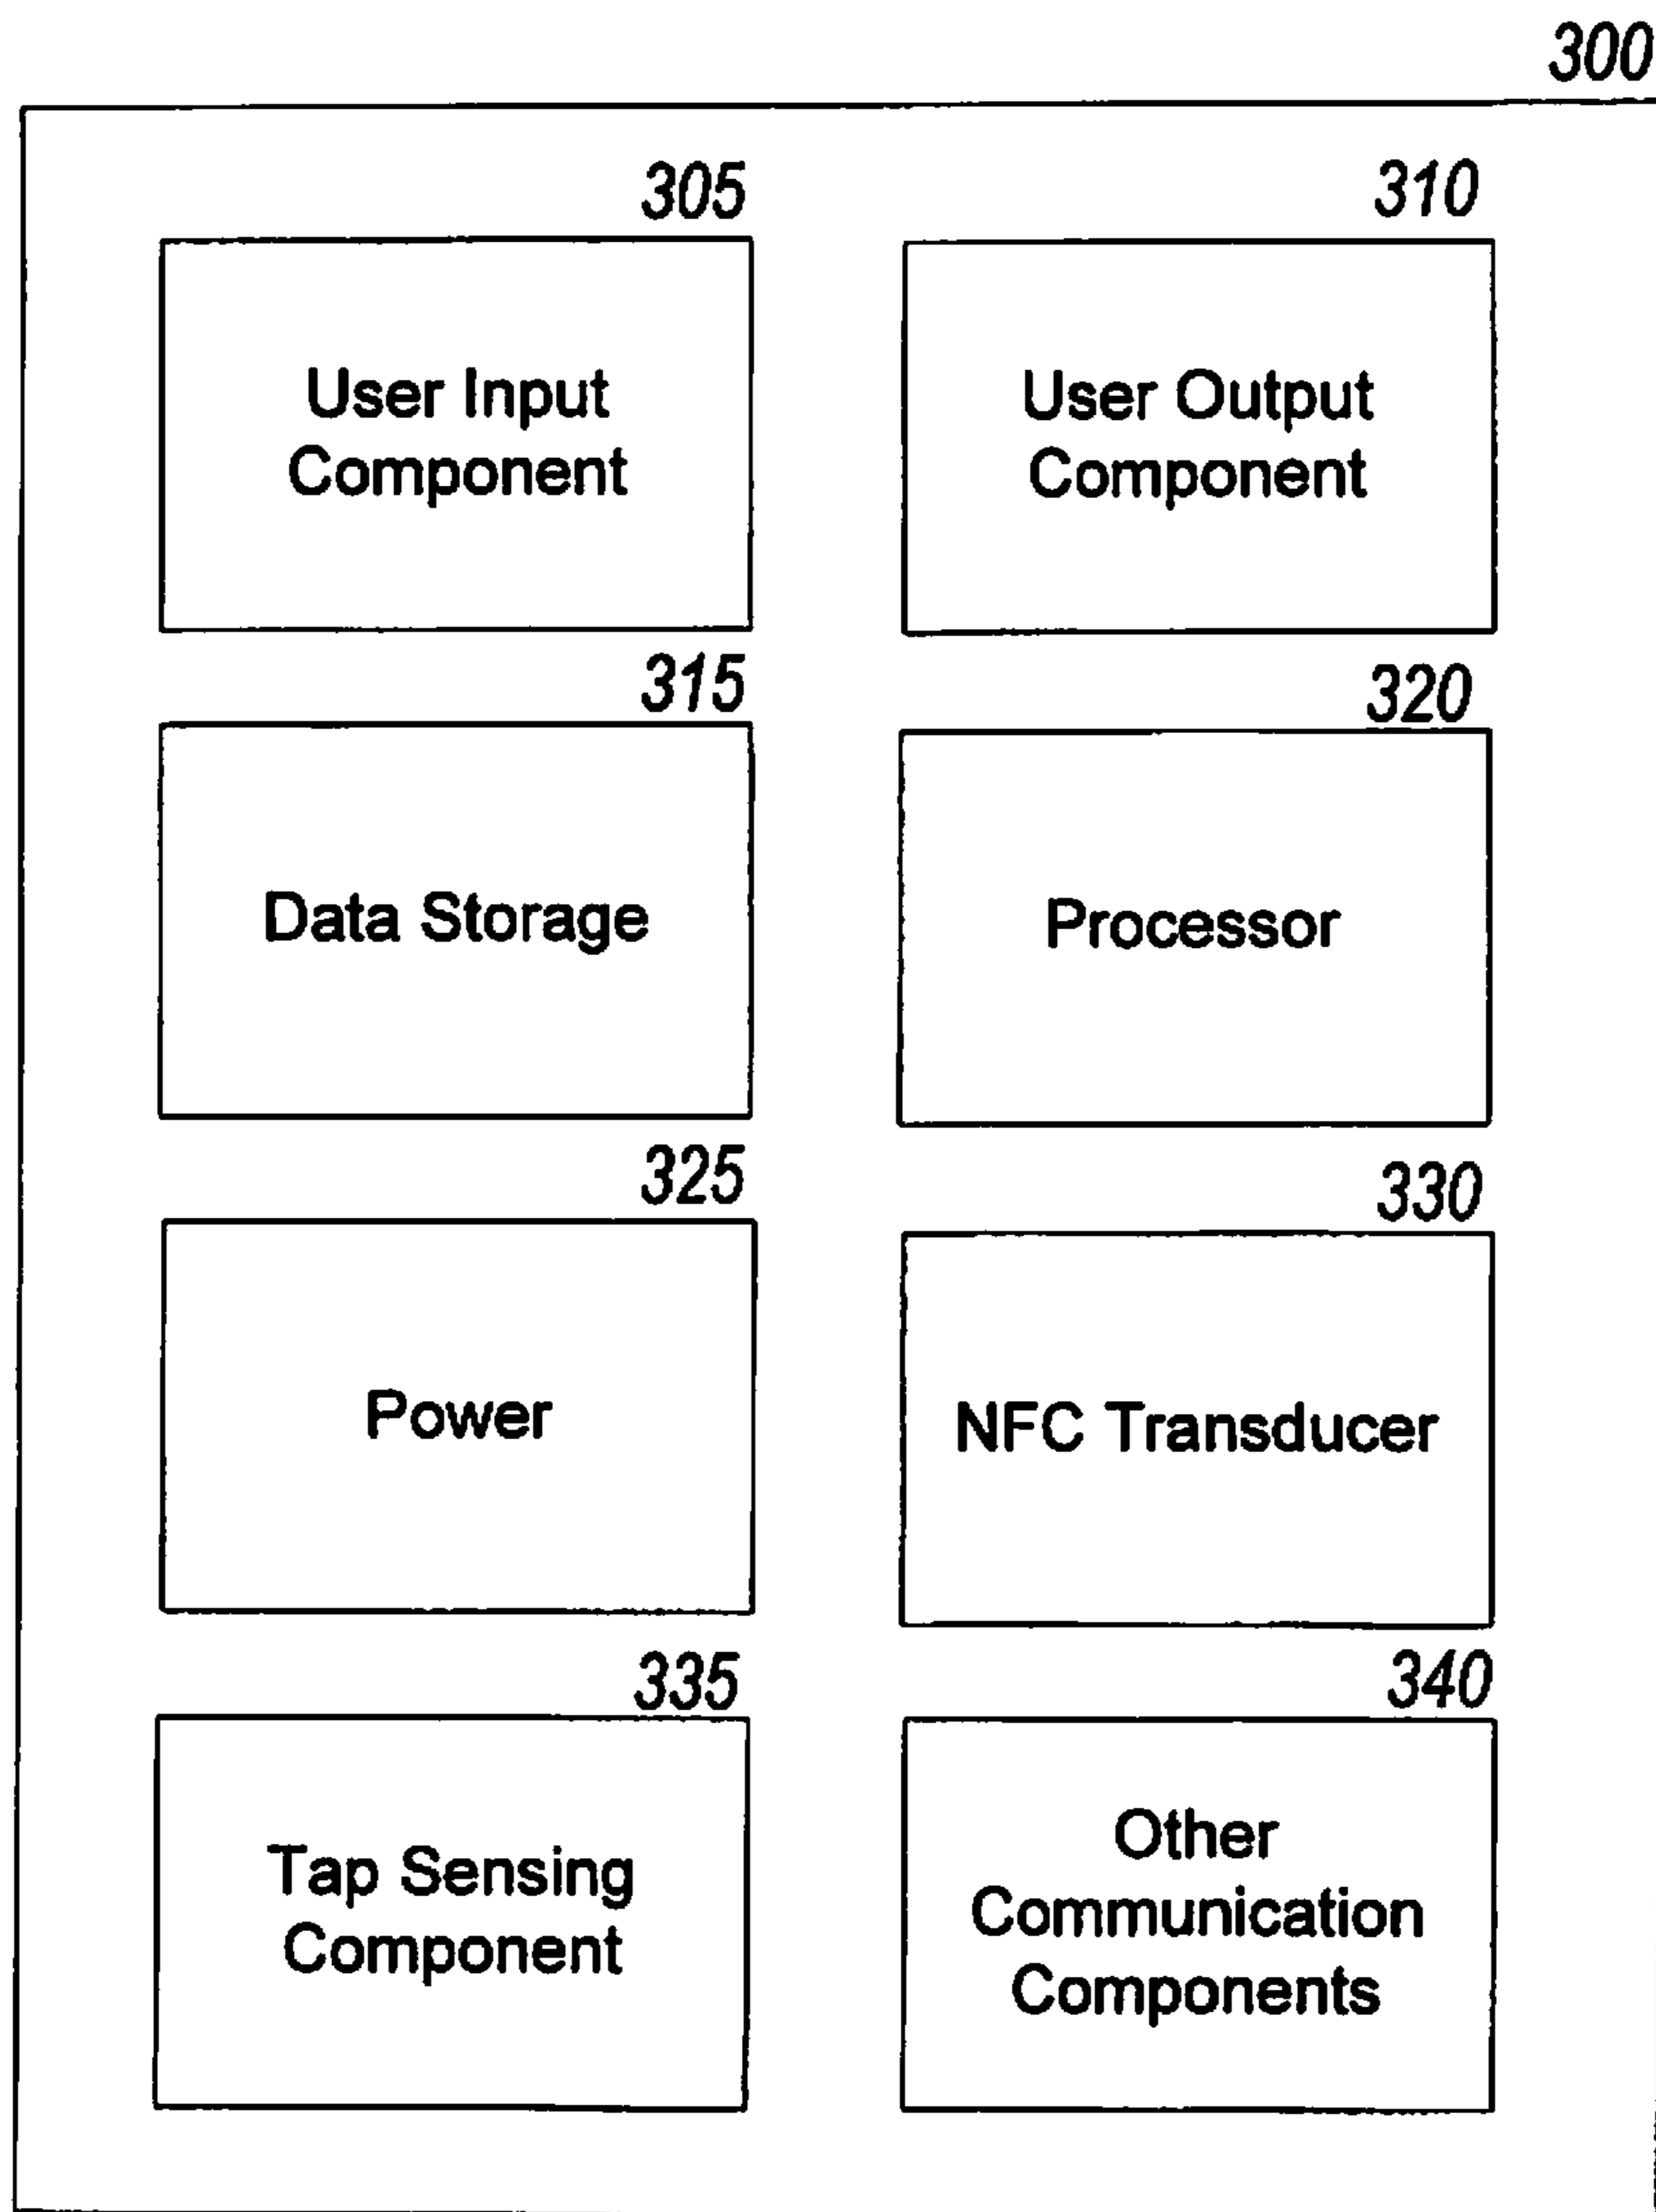 300
305
310
User Input
Component
User Output
Component
315
320
Data Storage
Processor
325
330
Power
NFC Transducer
335
340
Tap Sensing
Component
Other
Communication
Components